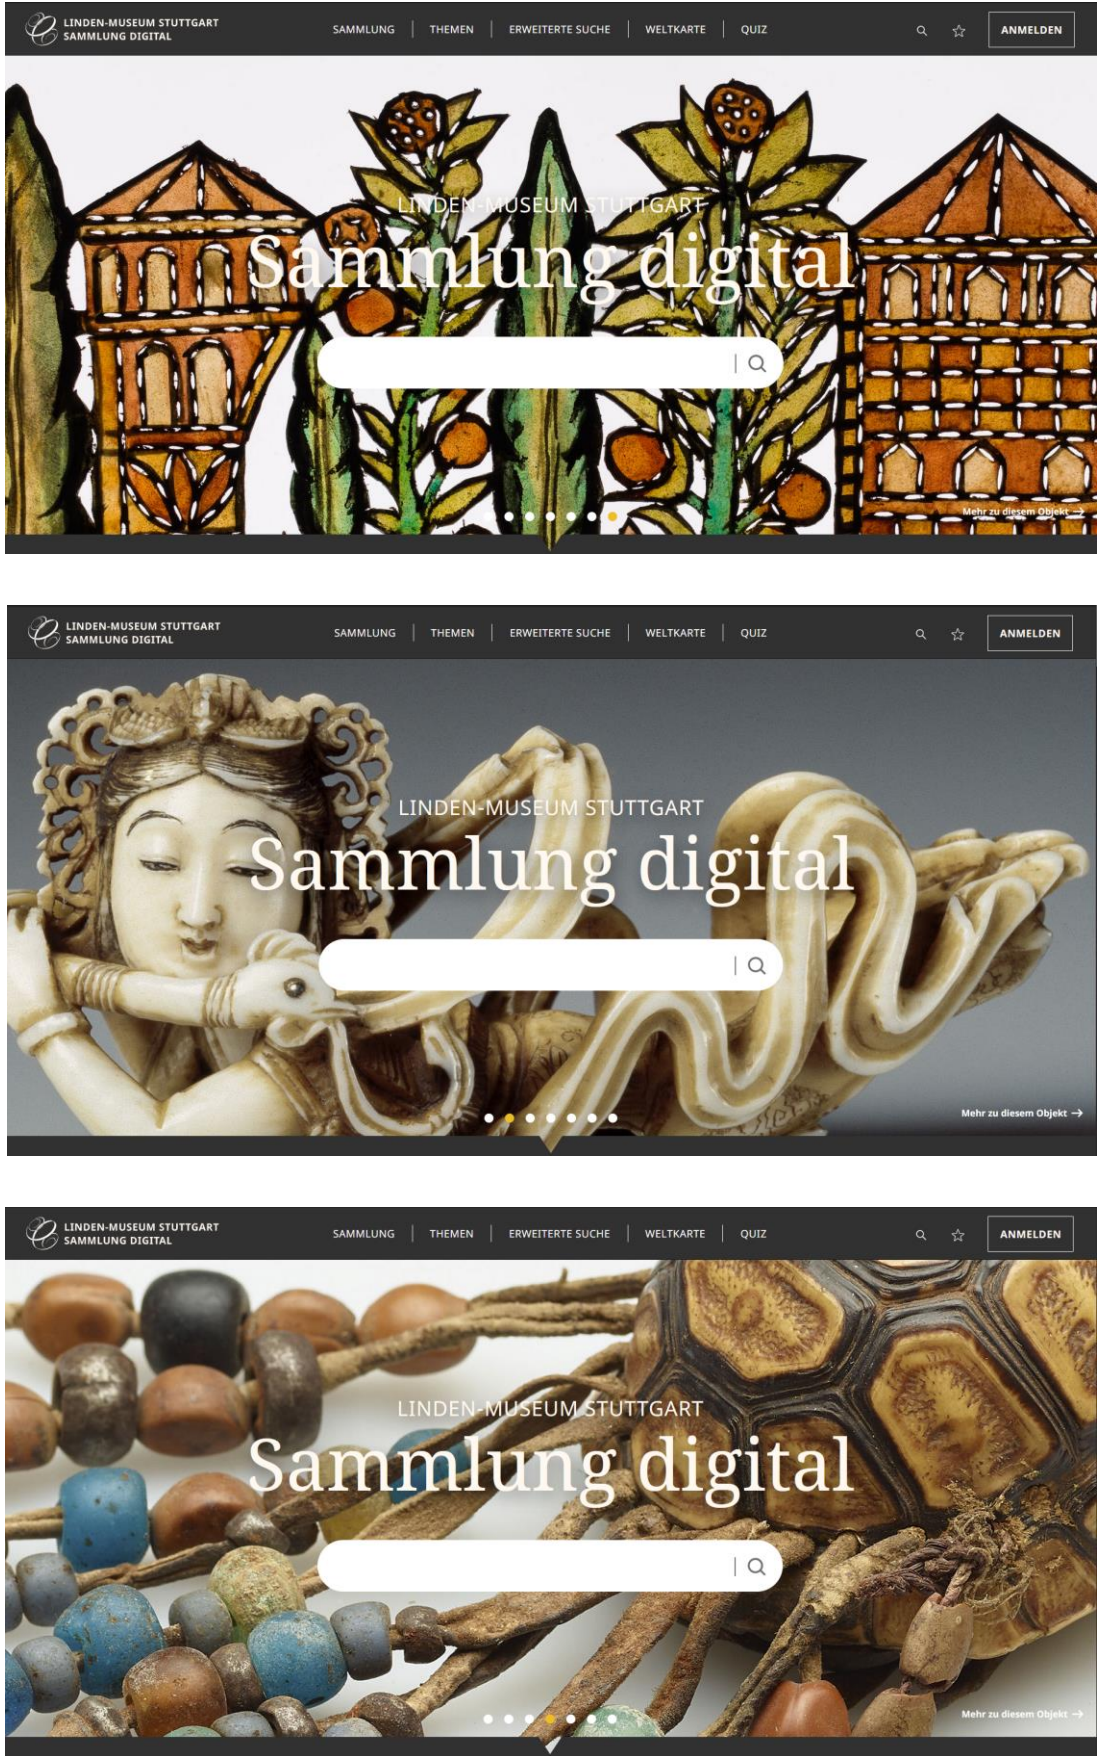 LINDEN-MUSEUM STUTTGART
SAMMLUNG DIGITAL
SAMMLUNG | THEMEN | ERWEITERTE SUCHE | WELTKARTE | QUIZ
ANMELDEN
LINDEN-MUSEUM STUTTGART
Sammlung digital
Mehr zu diesem Objekt →
LINDEN-MUSEUM STUTTGART
SAMMLUNG DIGITAL
SAMMLUNG | THEMEN | ERWEITERTE SUCHE | WELTKARTE | QUIZ
ANMELDEN
LINDEN-MUSEUM STUTTGART
Sammlung digital
Mehr zu diesem Objekt →
LINDEN-MUSEUM STUTTGART
SAMMLUNG DIGITAL
SAMMLUNG | THEMEN | ERWEITERTE SUCHE | WELTKARTE | QUIZ
ANMELDEN
LINDEN-MUSEUM STUTTGART
Sammlung digital
Mehr zu diesem Objekt →